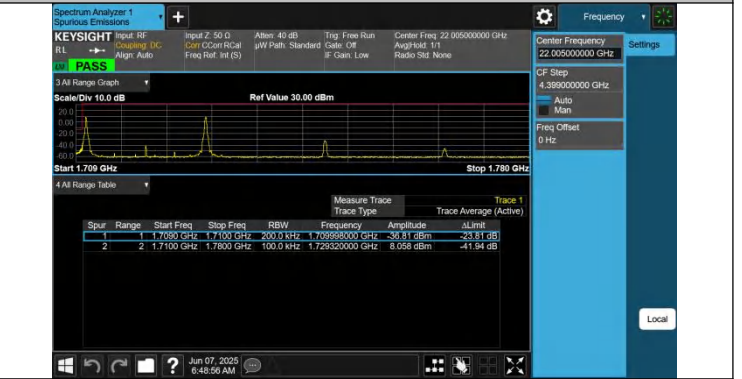 Spectrum Analyzer 1
Spurious Emissions
+
Frequency
KEYSIGHT
RL
LM PASS
Input: RF
Coupling: DC
Align: Auto
Input Z: 50 Ω
Corr CCorr RCal
Freq Ref: Int (S)
Atten: 40 dB
µW Path: Standard
Trig: Free Run
Gate: Off
IF Gain: Low
Center Freq: 22.005000000 GHz
Avg|Hold: 1/1
Radio Std: None
Center Frequency
22.005000000 GHz
Settings
CF Step
4.399000000 GHz
Auto
Man
Freq Offset
0 Hz
3 All Range Graph
Scale/Div 10.0 dB
Ref Value 30.00 dBm
20.0
0.00
-20.0
-40.0
-60.0
Start 1.709 GHz
Stop 1.780 GHz
4 All Range Table
Measure Trace Trace 1
Trace Type Trace Average (Active)
Spur Range Start Freq Stop Freq RBW Frequency Amplitude ΔLimit
1 1 1.7090 GHz 1.7100 GHz 200.0 kHz 1.709998000 GHz -36.81 dBm -23.81 dB
2 2 1.7100 GHz 1.7800 GHz 100.0 kHz 1.729320000 GHz 8.058 dBm -41.94 dB
Local
?
Jun 07, 2025
6:48:56 AM